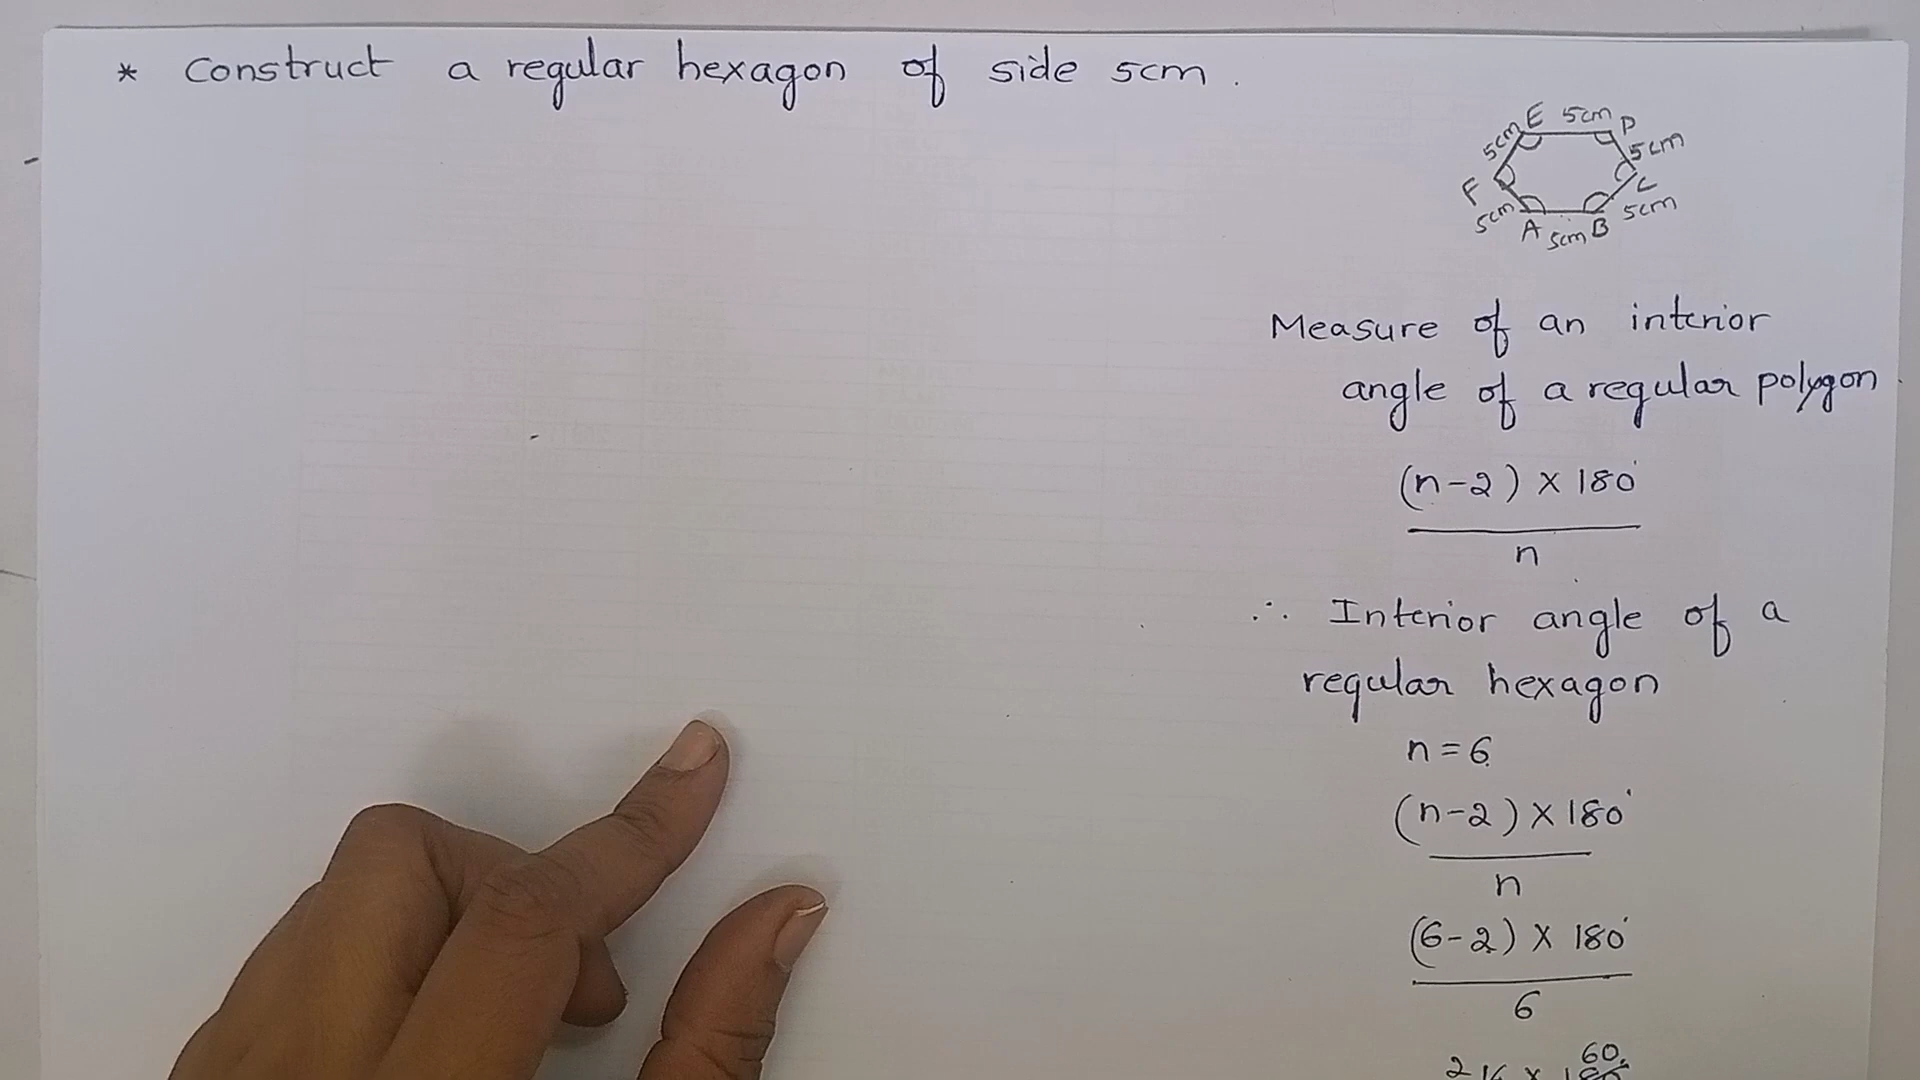 * Construct a regular hexagon of side 5cm.
E 5cm D
5cm 5cm
F C
5cm 5cm
A 5cm B
Measure of an interior
angle of a regular polygon
(n-2) × 180°
n
∴ Interior angle of a
regular hexagon
n=6
(n-2) × 180°
n
(6-2) × 180°
6
60